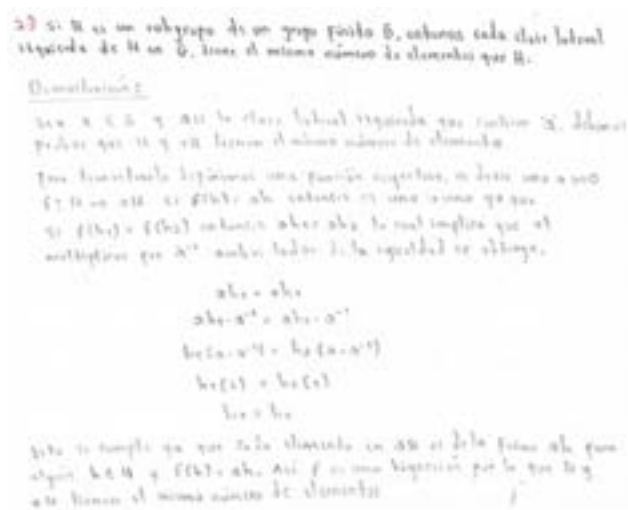 23 Si H es un subgrupo de un grupo finito G, entonces cada clase lateral
izquierda de H en G, tiene el mismo número de elementos que H.
Demostración:
Sea a ∈ G y aH la clase lateral izquierda que contiene a. Debemos
probar que H y aH tienen el mismo número de elementos
Para demostrarlo definimos una función biyectiva, es decir uno a uno
f: H en aH si f(h) = ah entonces es uno a uno ya que
si f(h₁) = f(h₂) entonces ah₁ = ah₂ lo cual implica que al
multiplicar por a⁻¹ ambos lados de la igualdad se obtiene,
ah₁ = ah₂
ah₁·a⁻¹ = ah₂·a⁻¹
h₁(a·a⁻¹) = h₂(a·a⁻¹)
h₁(e) = h₂(e)
h₁ = h₂
Esto se cumple ya que todo elemento en aH es de la forma ah para
algún h ∈ H y f(h) = ah. Así f es una biyección por lo que H y
aH tienen el mismo número de elementos